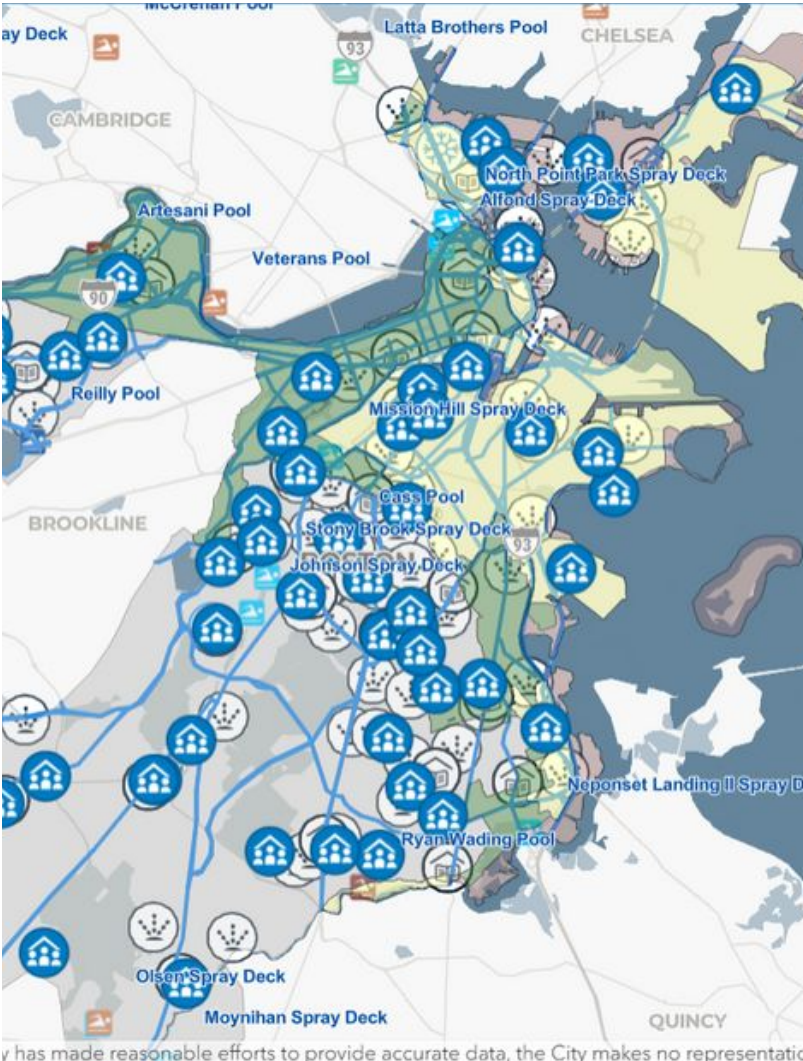 McCrehan Pool
Latta Brothers Pool
ay Deck
93
CHELSEA
CAMBRIDGE
North Point Park Spray Deck
Alfond Spray Deck
Artesani Pool
Veterans Pool
90
Reilly Pool
Mission Hill Spray Deck
Cass Pool
BROOKLINE
Stony Brook Spray Deck
93
BOSTON
Johnson Spray Deck
Neponset Landing II Spray D
Ryan Wading Pool
Olsen Spray Deck
Moynihan Spray Deck
QUINCY
y has made reasonable efforts to provide accurate data, the City makes no representatio